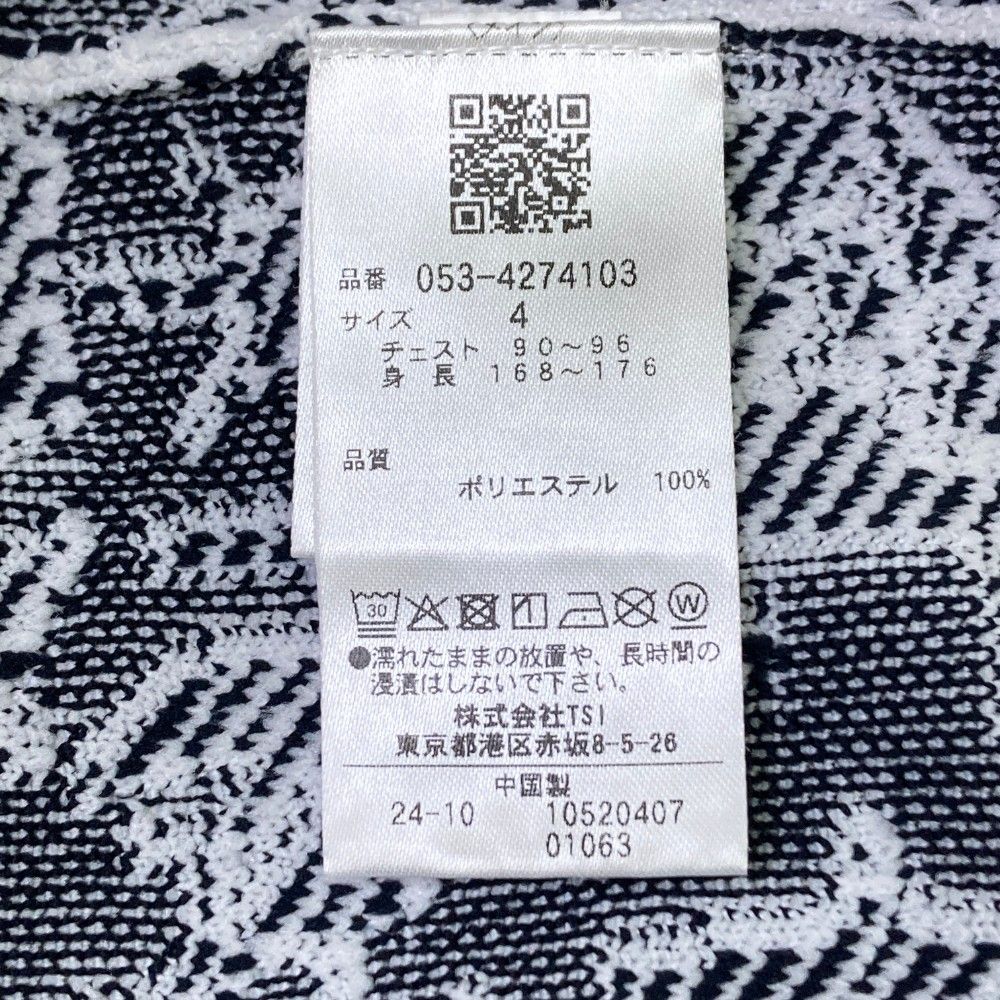 品番 053-4274103
サイズ 4
チェスト 90～96
身長 168～176
品質
ポリエステル 100%
30 W
●濡れたままの放置や、長時間の
浸漬はしないで下さい。
株式会社TSI
東京都港区赤坂8-5-26
中国製
24-10 10520407
01063